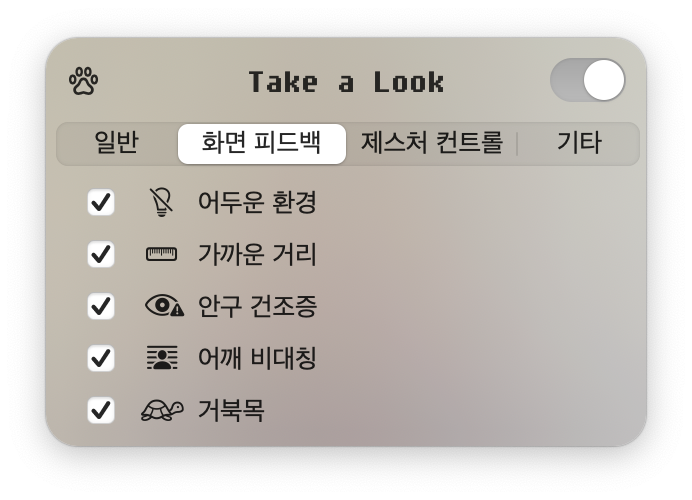 Take a Look
일반 화면 피드백 제스처 컨트롤 기타
어두운 환경
가까운 거리
안구 건조증
어깨 비대칭
거북목